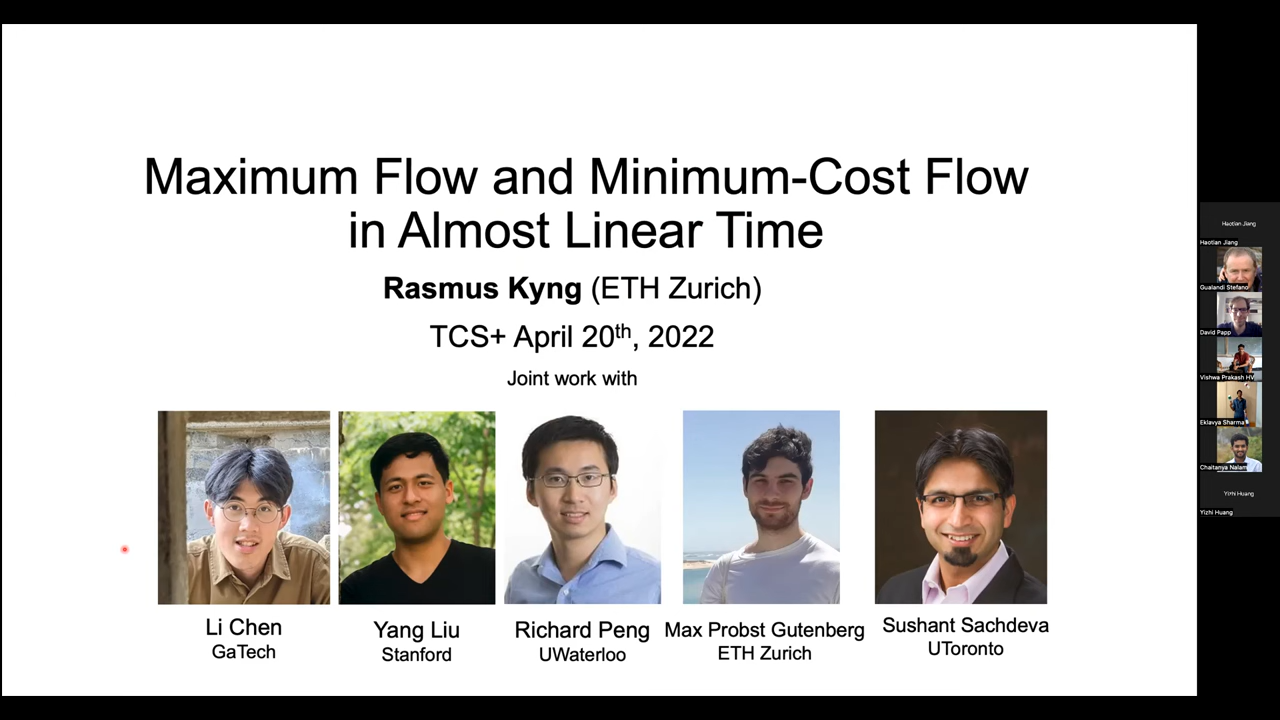 Maximum Flow and Minimum-Cost Flow
in Almost Linear Time
Rasmus Kyng (ETH Zurich)
TCS+ April 20th, 2022
Joint work with
Li Chen
GaTech
Yang Liu
Stanford
Richard Peng
UWaterloo
Max Probst Gutenberg
ETH Zurich
Sushant Sachdeva
UToronto
Haotian Jiang
Haotian Jiang
Gualandi Stefano
David Papp
Vishwa Prakash HV
Eklavya Sharma
Chaitanya Nalam
Yizhi Huang
Yizhi Huang